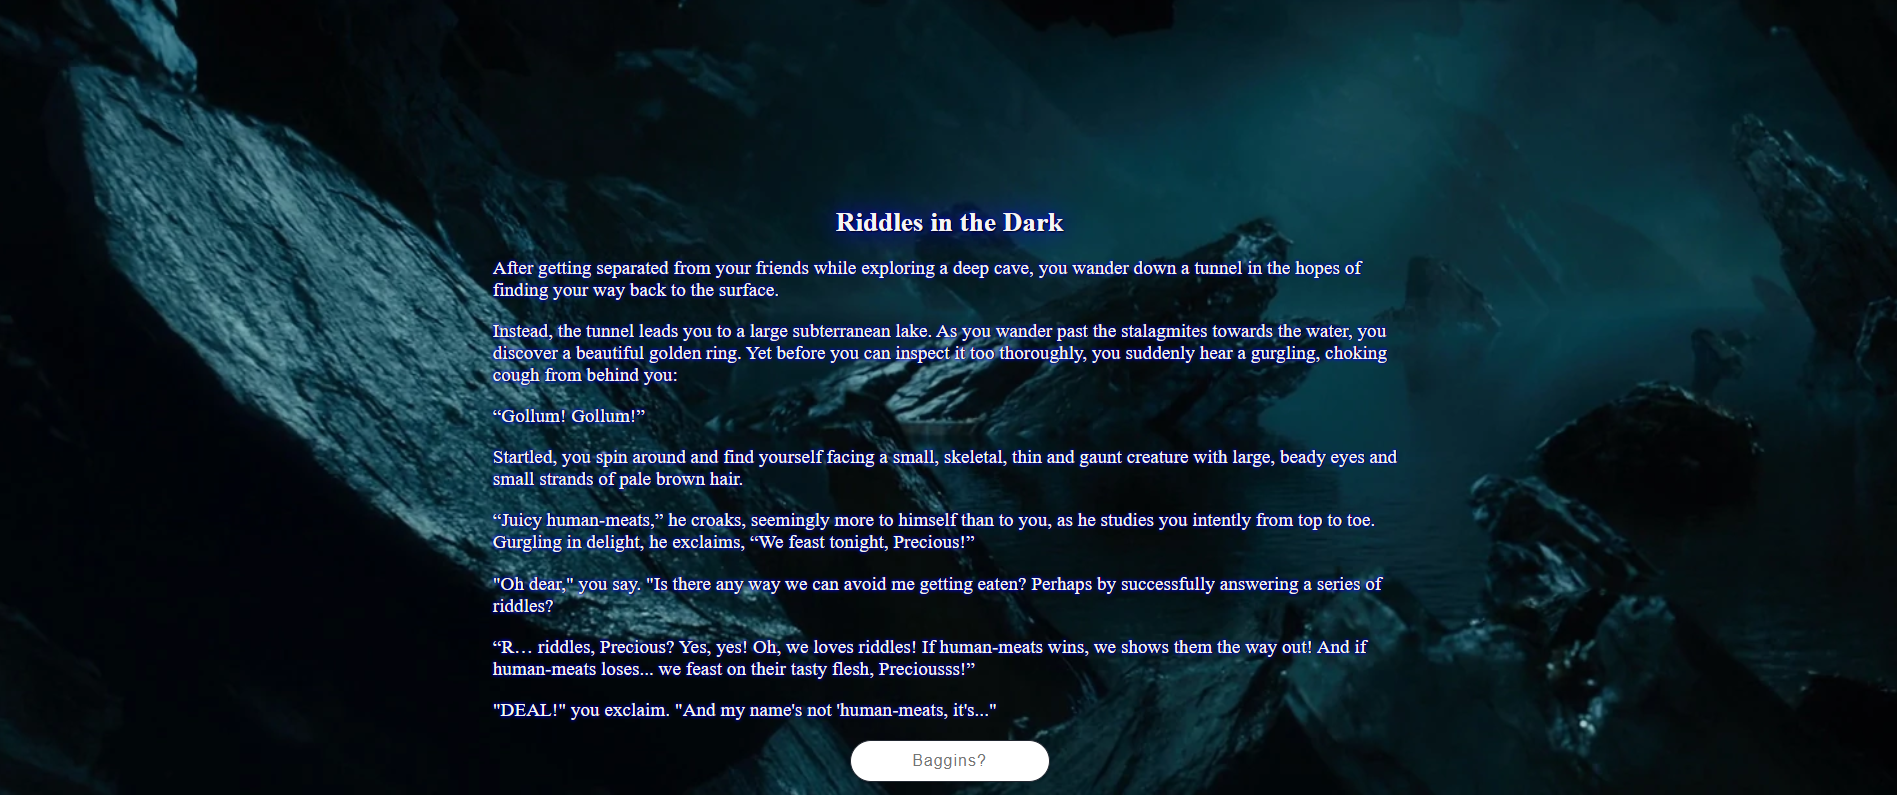 Riddles in the Dark
After getting separated from your friends while exploring a deep cave, you wander down a tunnel in the hopes of
finding your way back to the surface.
Instead, the tunnel leads you to a large subterranean lake. As you wander past the stalagmites towards the water, you
discover a beautiful golden ring. Yet before you can inspect it too thoroughly, you suddenly hear a gurgling, choking
cough from behind you:
“Gollum! Gollum!”
Startled, you spin around and find yourself facing a small, skeletal, thin and gaunt creature with large, beady eyes and
small strands of pale brown hair.
“Juicy human-meats,” he croaks, seemingly more to himself than to you, as he studies you intently from top to toe.
Gurgling in delight, he exclaims, “We feast tonight, Precious!”
"Oh dear," you say. "Is there any way we can avoid me getting eaten? Perhaps by successfully answering a series of
riddles?
“R… riddles, Precious? Yes, yes! Oh, we loves riddles! If human-meats wins, we shows them the way out! And if
human-meats loses... we feast on their tasty flesh, Preciousss!”
"DEAL!" you exclaim. "And my name's not 'human-meats, it's..."
Baggins?